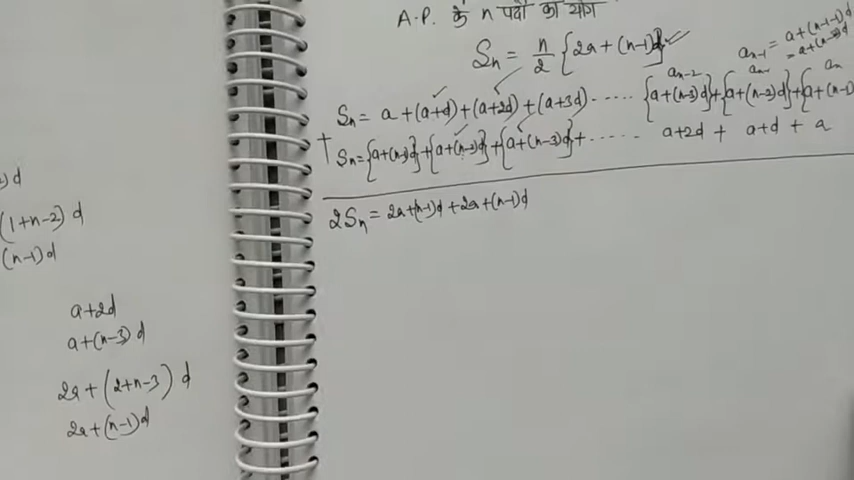 d
(1+n-2) d
(n-1)d
a+2d
a+(n-3) d
2a + (2+n-3) d
2a + (n-1)d
A.P. के n पदों का योग
Sn = n/2 {2a + (n-1)d}
an-1 = a+(n-1-1)d
= a+(n-2)d
an-2 an-1 an
Sn = a + (a+d) + (a+2d) + (a+3d) ...... {a+(n-3)d} + {a+(n-2)d} + {a+(n-1)
+ Sn = {a+(n-1)d} + {a+(n-2)d} + {a+(n-3)d} + ...... a+2d + a+d + a
2Sn = 2a+(n-1)d + 2a+(n-1)d